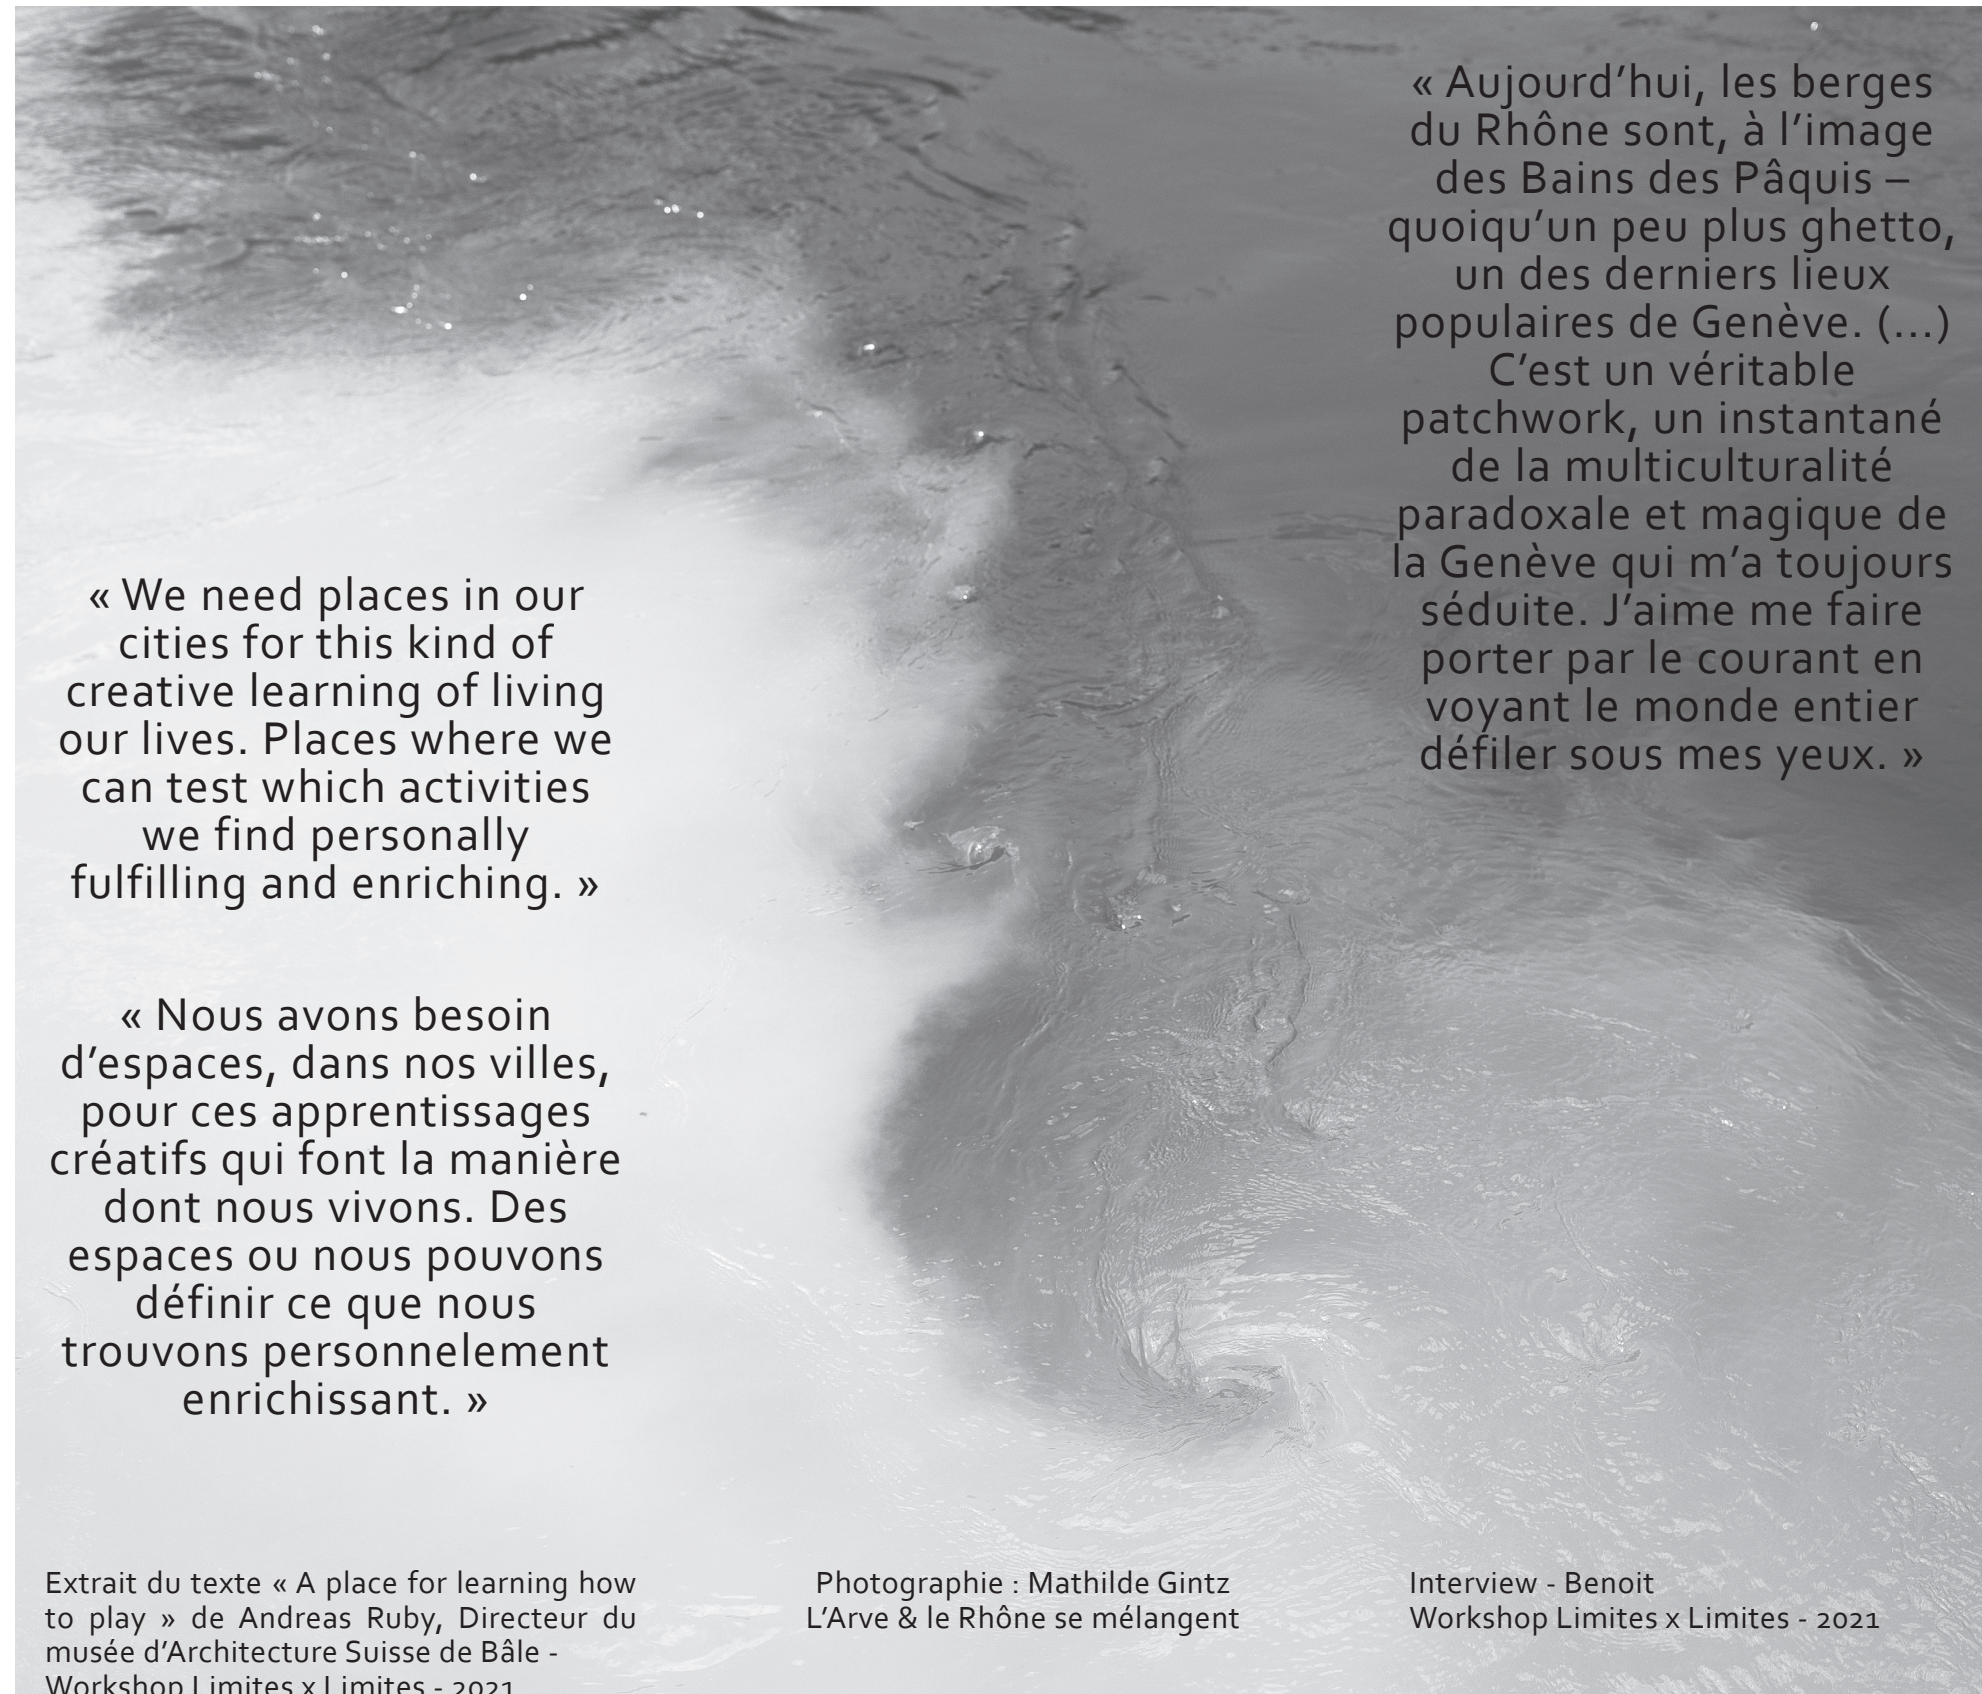 « We need places in our
cities for this kind of
creative learning of living
our lives. Places where we
can test which activities
we find personally
fulfilling and enriching. »
« Nous avons besoin
d’espaces, dans nos villes,
pour ces apprentissages
créatifs qui font la manière
dont nous vivons. Des
espaces ou nous pouvons
définir ce que nous
trouvons personnelement
enrichissant. »
« Aujourd’hui, les berges
du Rhône sont, à l’image
des Bains des Pâquis –
quoiqu’un peu plus ghetto,
un des derniers lieux
populaires de Genève. (...)
C’est un véritable
patchwork, un instantané
de la multiculturalité
paradoxale et magique de
la Genève qui m’a toujours
séduite. J’aime me faire
porter par le courant en
voyant le monde entier
défiler sous mes yeux. »
Extrait du texte « A place for learning how
to play » de Andreas Ruby, Directeur du
musée d’Architecture Suisse de Bâle -
Workshop Limites x Limites - 2021
Photographie : Mathilde Gintz
L’Arve & le Rhône se mélangent
Interview - Benoit
Workshop Limites x Limites - 2021